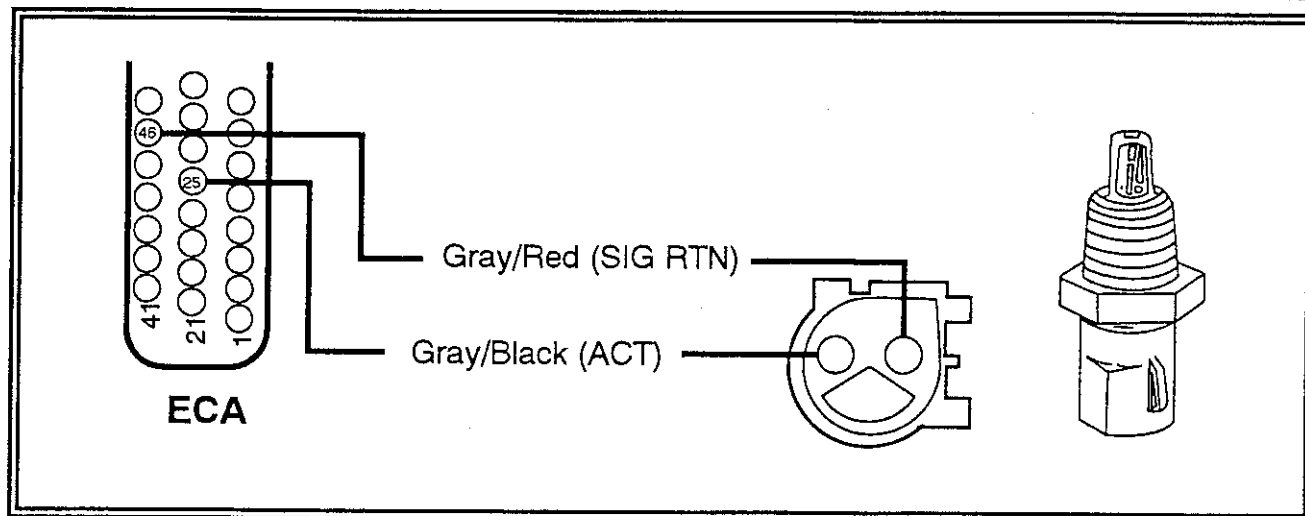 46
25
41
21
1
ECA
Gray/Red (SIG RTN)
Gray/Black (ACT)